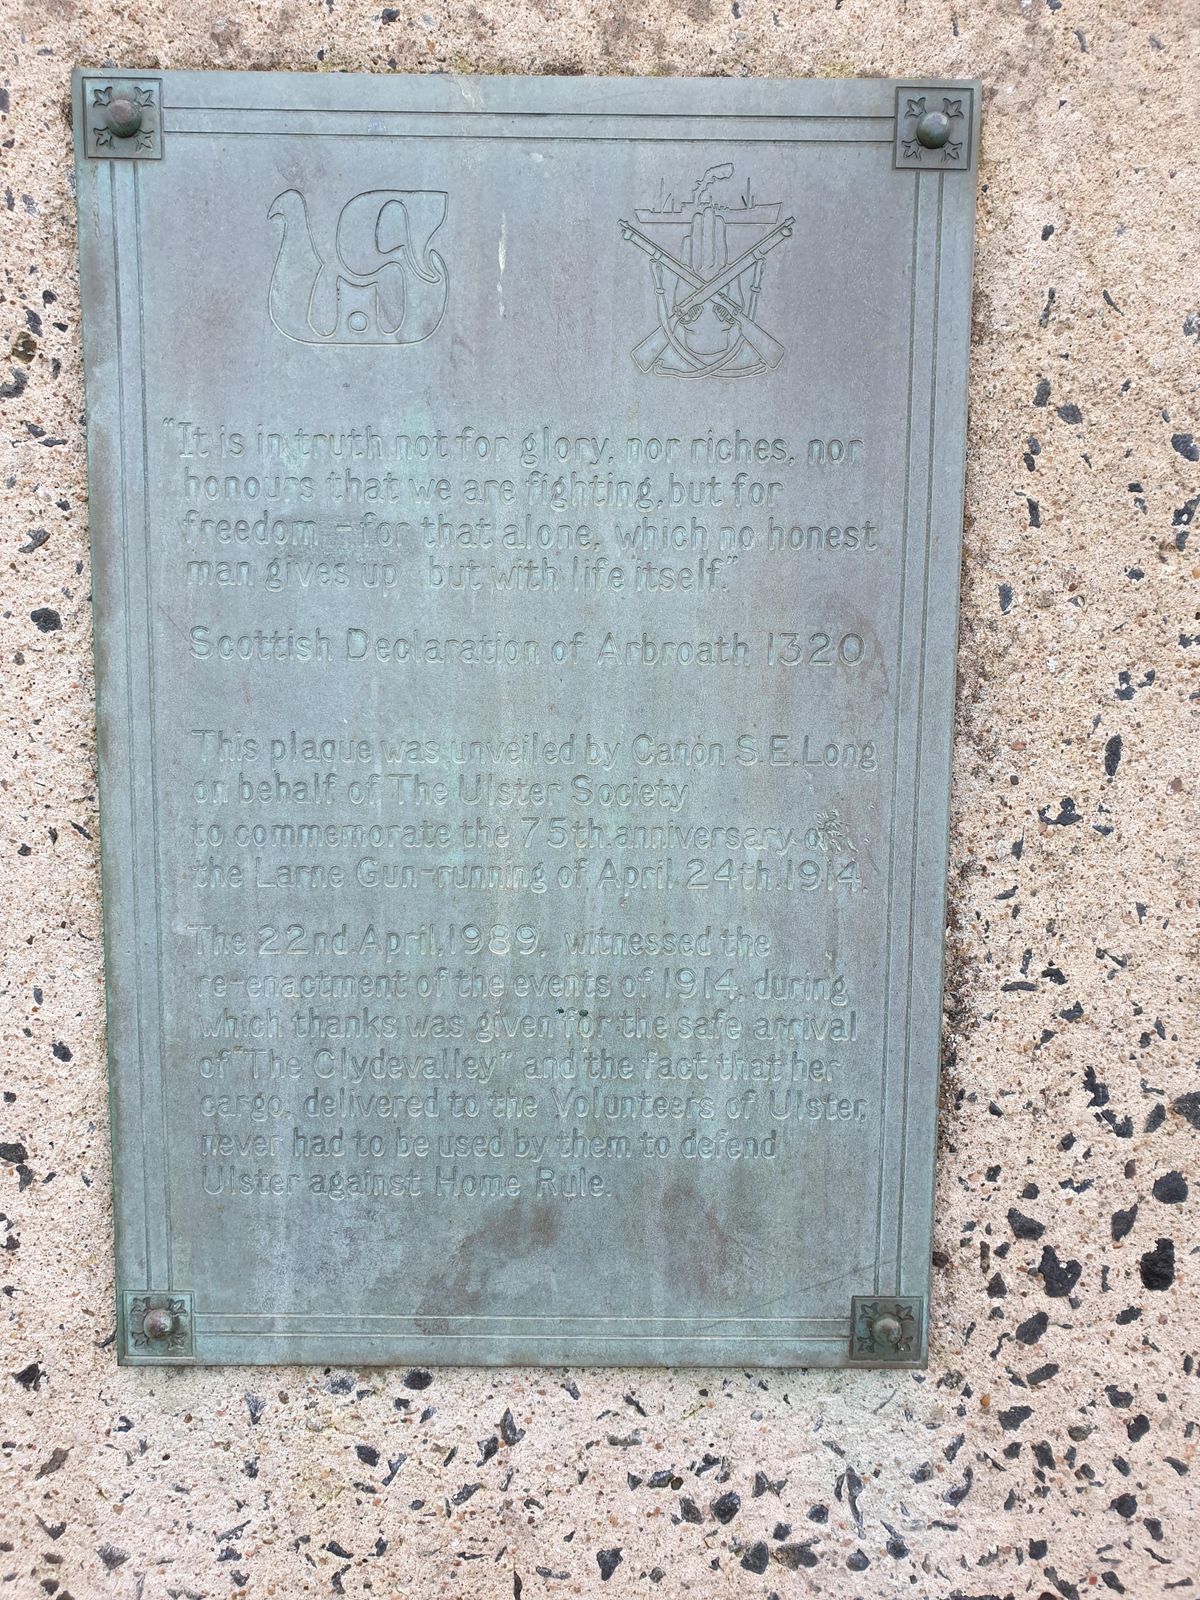 "It is in truth not for glory, nor riches, nor
honours that we are fighting, but for
freedom – for that alone, which no honest
man gives up but with life itself."
Scottish Declaration of Arbroath 1320
This plaque was unveiled by Canon S.E.Long
on behalf of The Ulster Society
to commemorate the 75th.anniversary of
the Larne Gun-running of April 24th.1914.
The 22nd.April,1989, witnessed the
re-enactment of the events of 1914, during
which thanks was given for the safe arrival
of "The Clydevalley" and the fact that her
cargo, delivered to the Volunteers of Ulster,
never had to be used by them to defend
Ulster against Home Rule.